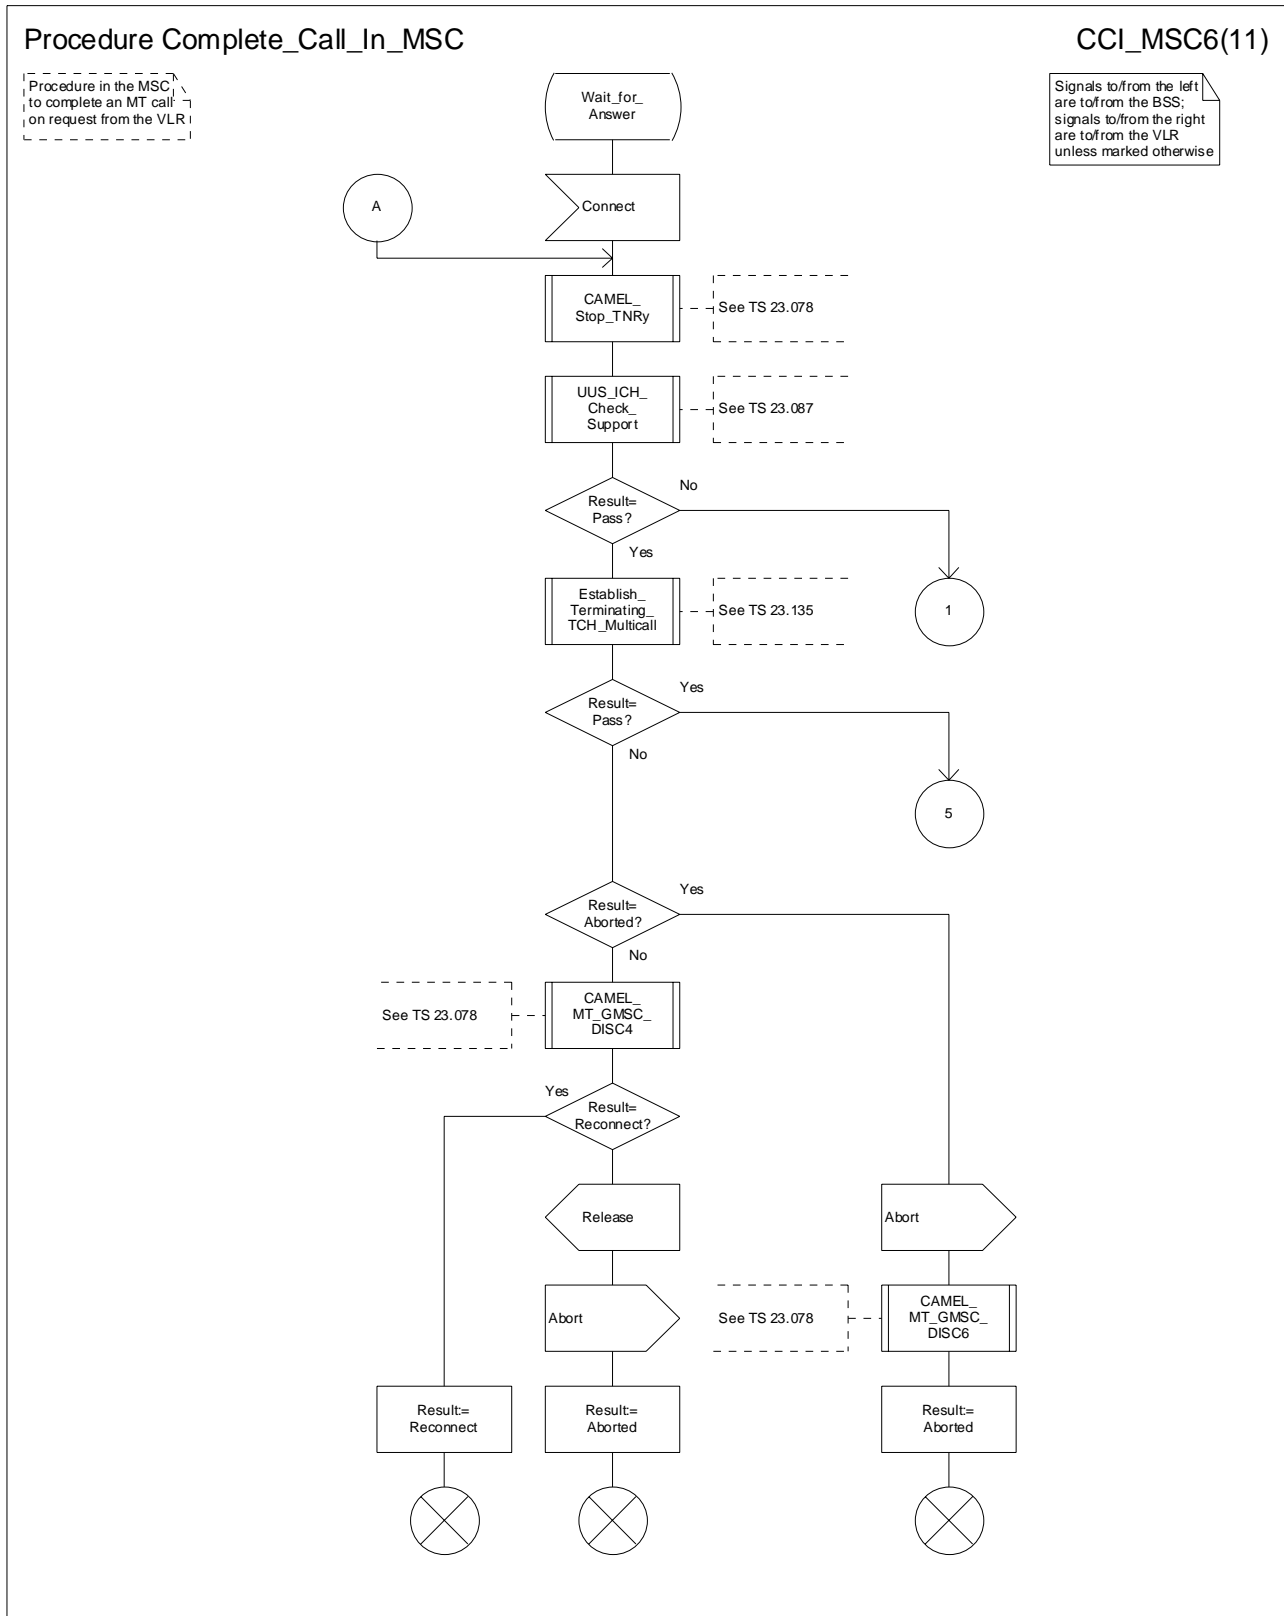 Procedure Complete_Call_In_MSC
CCI_MSC6(11)
Procedure in the MSC
to complete an MT call
on request from the VLR
Signals to/from the left
are to/from the BSS;
signals to/from the right
are to/from the VLR
unless marked otherwise
Wait_for_
Answer
A
Connect
CAMEL_
Stop_TNRy
See TS 23.078
UUS_ICH_
Check_
Support
See TS 23.087
Result=
Pass?
No
Yes
Establish_
Terminating_
TCH_Multicall
See TS 23.135
1
Result=
Pass?
Yes
No
5
Result=
Aborted?
Yes
No
See TS 23.078
CAMEL_
MT_GMSC_
DISC4
Yes
Result=
Reconnect?
Release
Abort
Abort
See TS 23.078
CAMEL_
MT_GMSC_
DISC6
Result:=
Reconnect
Result:=
Aborted
Result:=
Aborted